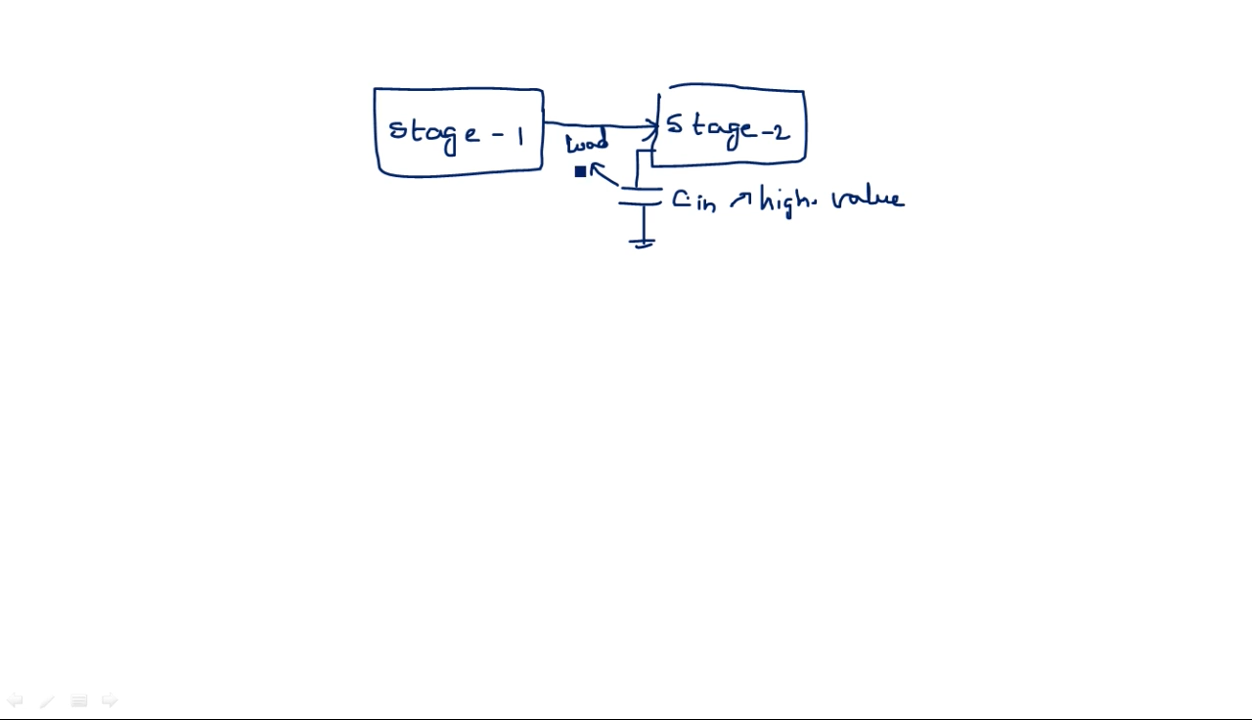 Stage - 1
Stage - 2
load
Cin ↗ high. value